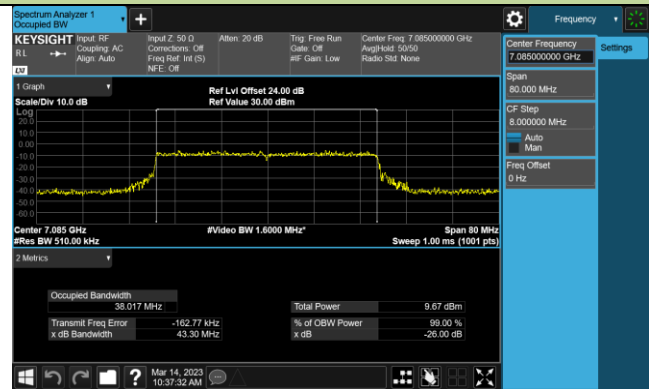 Spectrum Analyzer 1
Occupied BW
Frequency
KEYSIGHT
RL
LXI
Input: RF
Coupling: AC
Align: Auto
Input Z: 50 Ω
Corrections: Off
Freq Ref: Int (S)
NFE: Off
Atten: 20 dB
Trig: Free Run
Gate: Off
#IF Gain: Low
Center Freq: 7.085000000 GHz
Avg|Hold: 50/50
Radio Std: None
Center Frequency
7.085000000 GHz
Settings
Span
80.000 MHz
CF Step
8.000000 MHz
Auto
Man
Freq Offset
0 Hz
1 Graph
Scale/Div 10.0 dB
Ref Lvl Offset 24.00 dB
Ref Value 30.00 dBm
Log
20.0
10.0
0.00
-10.0
-20.0
-30.0
-40.0
-50.0
-60.0
Center 7.085 GHz
#Res BW 510.00 kHz
#Video BW 1.6000 MHz*
Span 80 MHz
Sweep 1.00 ms (1001 pts)
2 Metrics
Occupied Bandwidth
38.017 MHz
Total Power 9.67 dBm
Transmit Freq Error -162.77 kHz
% of OBW Power 99.00 %
x dB Bandwidth 43.30 MHz
x dB -26.00 dB
?
Mar 14, 2023
10:37:32 AM